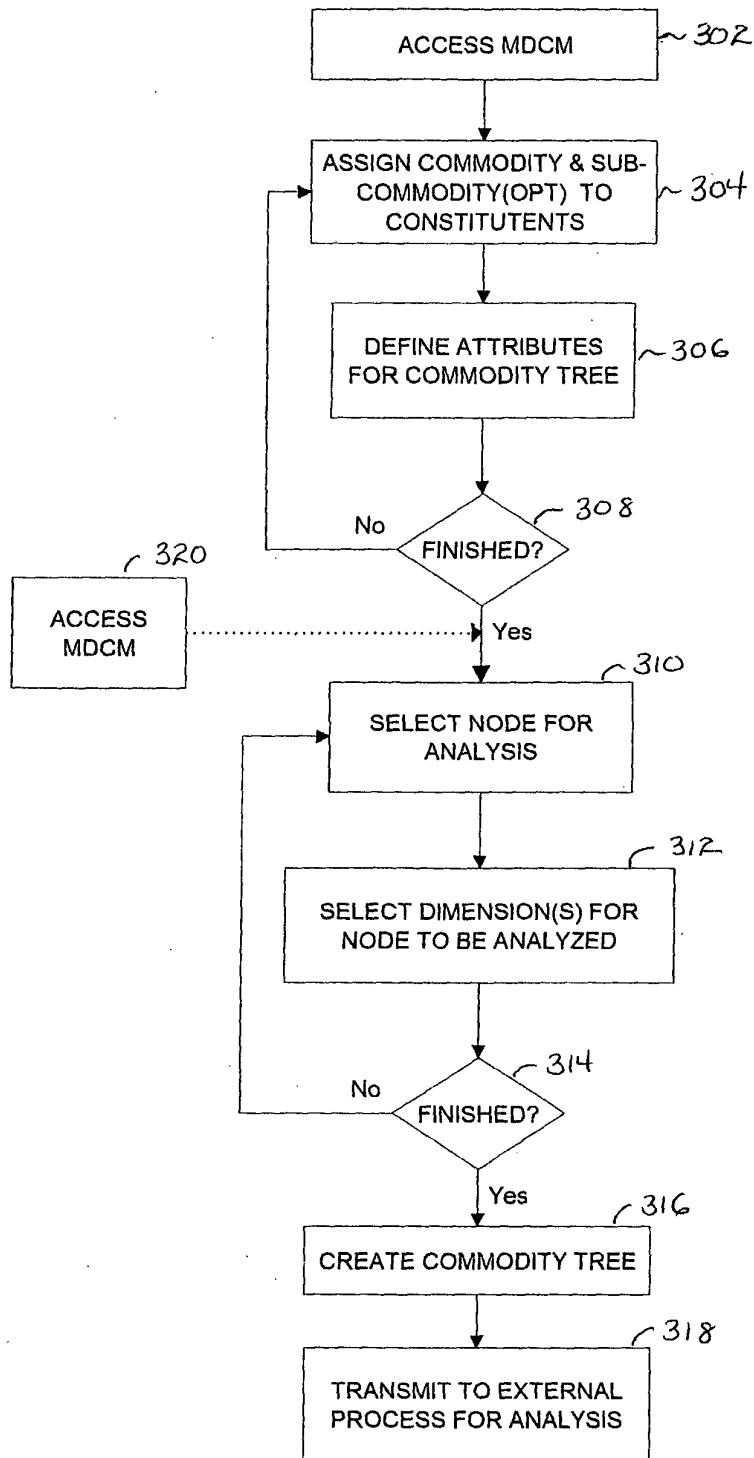 ACCESS MDCM
302
ASSIGN COMMODITY & SUB-
COMMODITY(OPT) TO
CONSTITUTENTS
304
DEFINE ATTRIBUTES
FOR COMMODITY TREE
306
308
No
FINISHED?
320
ACCESS
MDCM
Yes
310
SELECT NODE FOR
ANALYSIS
312
SELECT DIMENSION(S) FOR
NODE TO BE ANALYZED
314
No
FINISHED?
Yes
316
CREATE COMMODITY TREE
318
TRANSMIT TO EXTERNAL
PROCESS FOR ANALYSIS